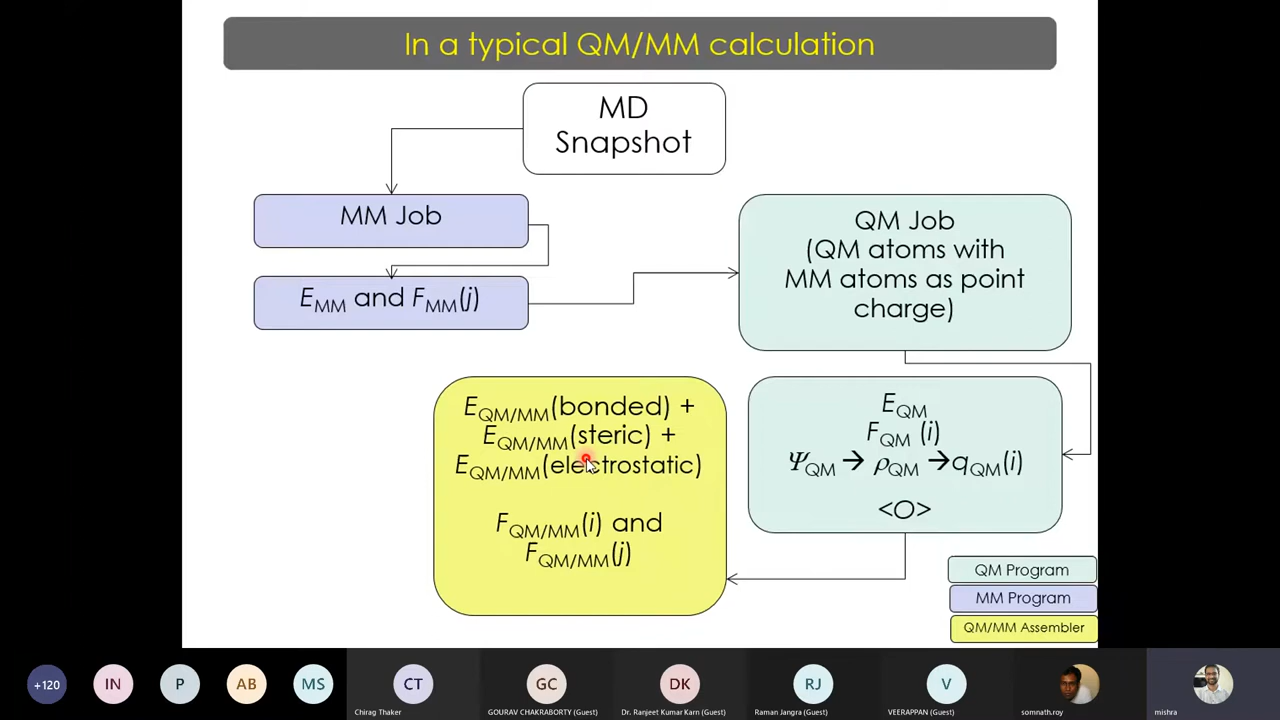 In a typical QM/MM calculation
MD
Snapshot
MM Job
E_MM and F_MM(j)
QM Job
(QM atoms with
MM atoms as point
charge)
E_QM
F_QM (i)
Ψ_QM → ρ_QM → q_QM(i)
<O>
E_QM/MM(bonded) +
E_QM/MM(steric) +
E_QM/MM(electrostatic)
F_QM/MM(i) and
F_QM/MM(j)
QM Program
MM Program
QM/MM Assembler
+120
IN
P
AB
MS
CT
Chirag Thaker
GC
GOURAV CHAKRABORTY (Guest)
DK
Dr. Ranjeet Kumar Karn (Guest)
RJ
Raman Jangra (Guest)
V
VEERAPPAN (Guest)
somnath.roy
mishra